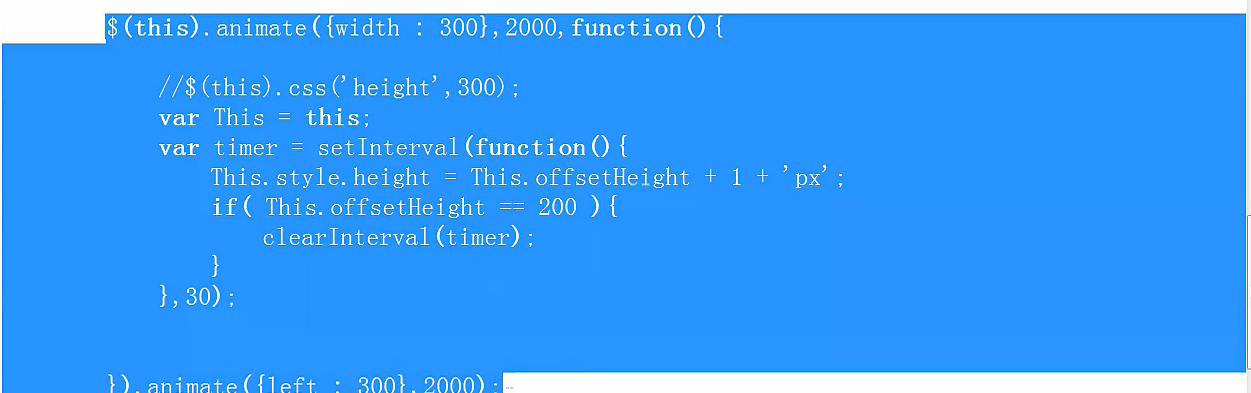 $(this).animate({width : 300},2000,function(){
//$(this).css('height',300);
var This = this;
var timer = setInterval(function(){
This.style.height = This.offsetHeight + 1 + 'px';
if( This.offsetHeight == 200 ){
clearInterval(timer);
}
},30);
}).animate({left : 300},2000);